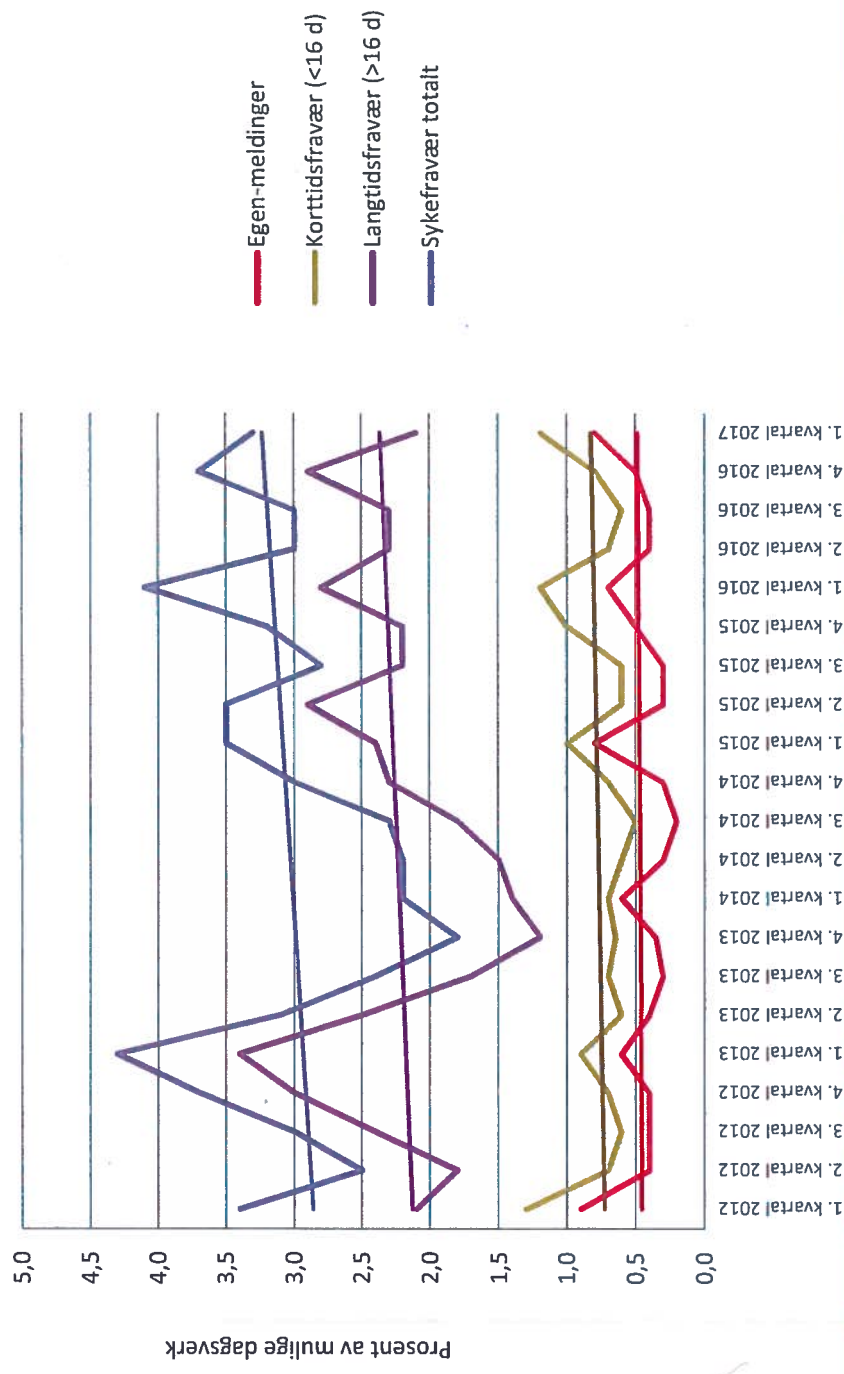 Prosent av mulige dagsverk
5,0
4,5
4,0
3,5
3,0
2,5
2,0
1,5
1,0
0,5
0,0
1. kvartal 2012
2. kvartal 2012
3. kvartal 2012
4. kvartal 2012
1. kvartal 2013
2. kvartal 2013
3. kvartal 2013
4. kvartal 2013
1. kvartal 2014
2. kvartal 2014
3. kvartal 2014
4. kvartal 2014
1. kvartal 2015
2. kvartal 2015
3. kvartal 2015
4. kvartal 2015
1. kvartal 2016
2. kvartal 2016
3. kvartal 2016
4. kvartal 2016
1. kvartal 2017
Egen-meldinger
Korttidsfravær (<16 d)
Langtidsfravær (>16 d)
Sykefravær totalt